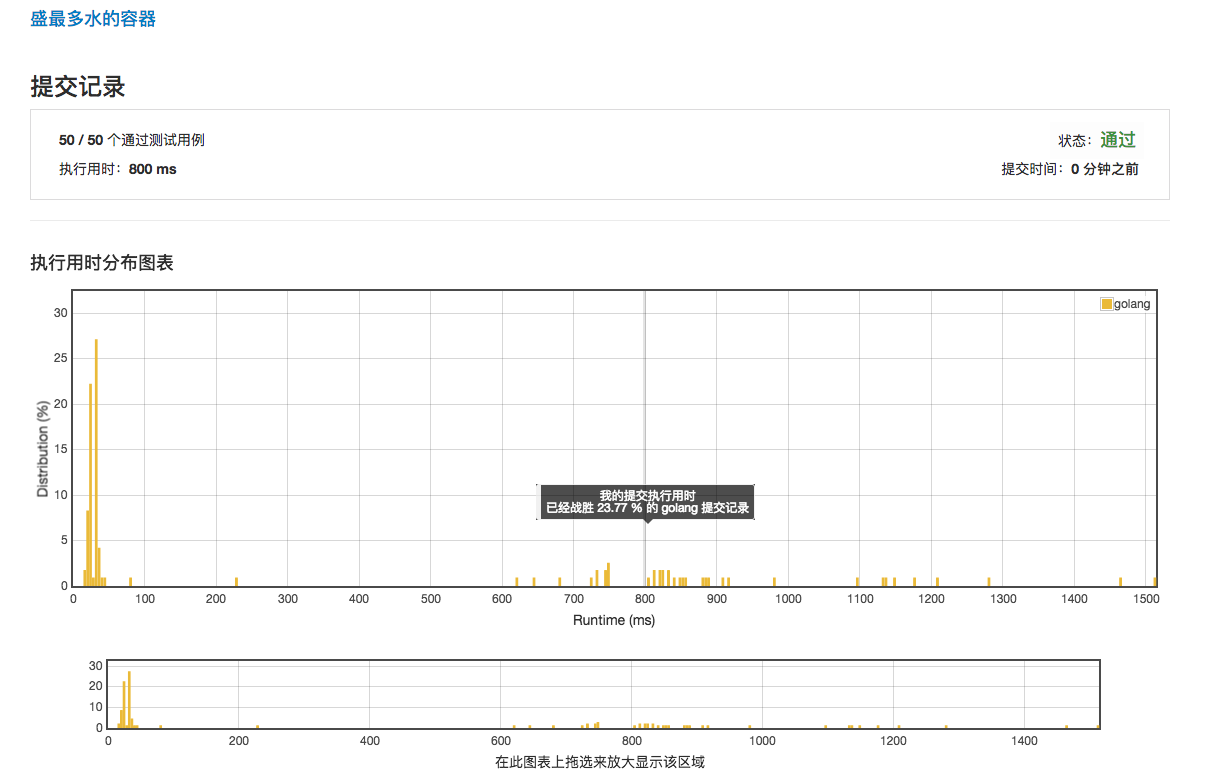 盛最多水的容器
提交记录
50 / 50 个通过测试用例
状态：通过
执行用时：800 ms
提交时间：0 分钟之前
执行用时分布图表
golang
30
25
20
15
10
5
0
Distribution (%)
我的提交执行用时
已经战胜 23.77 % 的 golang 提交记录
0 100 200 300 400 500 600 700 800 900 1000 1100 1200 1300 1400 1500
Runtime (ms)
30
20
10
0
0 200 400 600 800 1000 1200 1400
在此图表上拖选来放大显示该区域